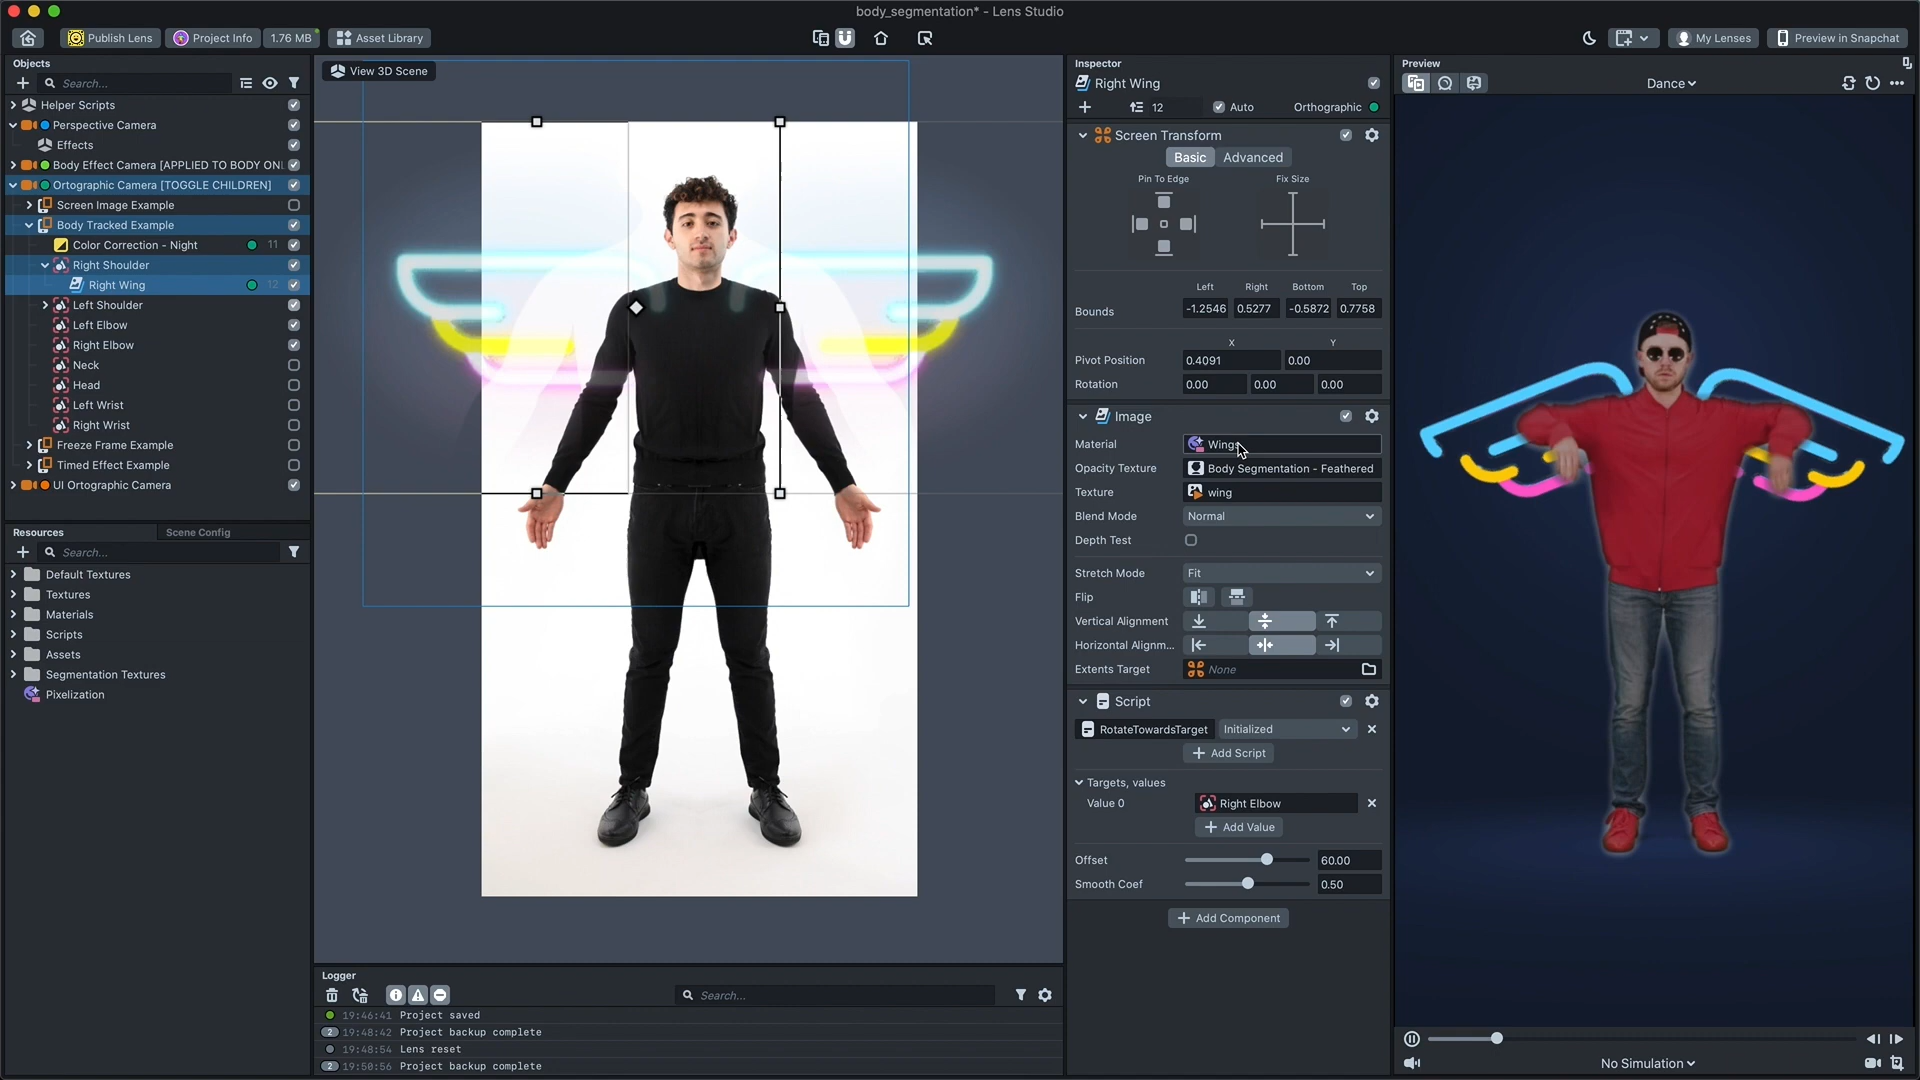 body_segmentation* - Lens Studio
Publish Lens
Project Info
1.76 MB
Asset Library
My Lenses
Preview in Snapchat
Objects
Search...
Helper Scripts
Perspective Camera
Effects
Body Effect Camera [APPLIED TO BODY ONL
Ortographic Camera [TOGGLE CHILDREN]
Screen Image Example
Body Tracked Example
Color Correction - Night 11
Right Shoulder
Right Wing 12
Left Shoulder
Left Elbow
Right Elbow
Neck
Head
Left Wrist
Right Wrist
Freeze Frame Example
Timed Effect Example
UI Ortographic Camera
Resources
Scene Config
Search...
Default Textures
Textures
Materials
Scripts
Assets
Segmentation Textures
Pixelization
View 3D Scene
Logger
Search...
19:46:41 Project saved
2 19:48:42 Project backup complete
19:48:54 Lens reset
2 19:50:56 Project backup complete
Inspector
Right Wing
12 Auto Orthographic
Screen Transform
Basic Advanced
Pin To Edge Fix Size
Left Right Bottom Top
Bounds -1.2546 0.5277 -0.5872 0.7758
X Y
Pivot Position 0.4091 0.00
Rotation 0.00 0.00 0.00
Image
Material Wings
Opacity Texture Body Segmentation - Feathered
Texture wing
Blend Mode Normal
Depth Test
Stretch Mode Fit
Flip
Vertical Alignment
Horizontal Alignm...
Extents Target None
Script
RotateTowardsTarget Initialized
Add Script
Targets, values
Value 0 Right Elbow
Add Value
Offset 60.00
Smooth Coef 0.50
Add Component
Preview
Dance
No Simulation